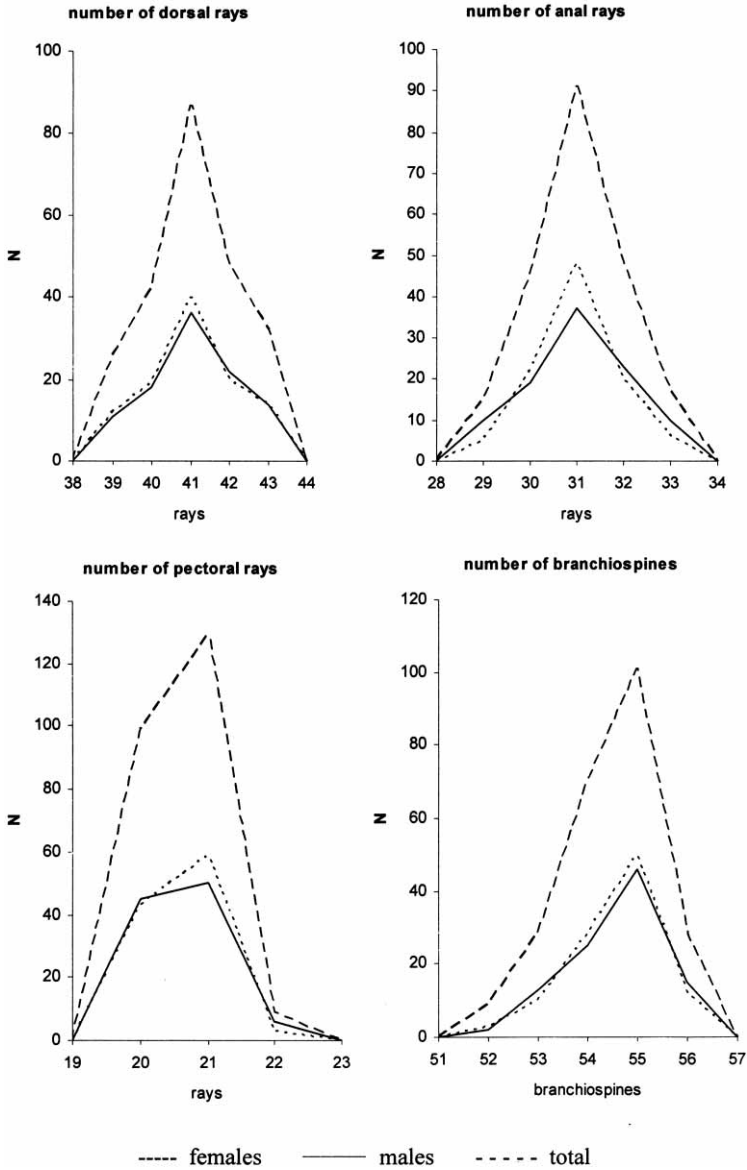 number of dorsal rays
100
80
60
40
20
0
N
38 39 40 41 42 43 44
rays
number of anal rays
100
90
80
70
60
50
40
30
20
10
0
N
28 29 30 31 32 33 34
rays
number of pectoral rays
140
120
100
80
60
40
20
0
N
19 20 21 22 23
rays
number of branchiospines
120
100
80
60
40
20
0
N
51 52 53 54 55 56 57
branchiospines
females males total